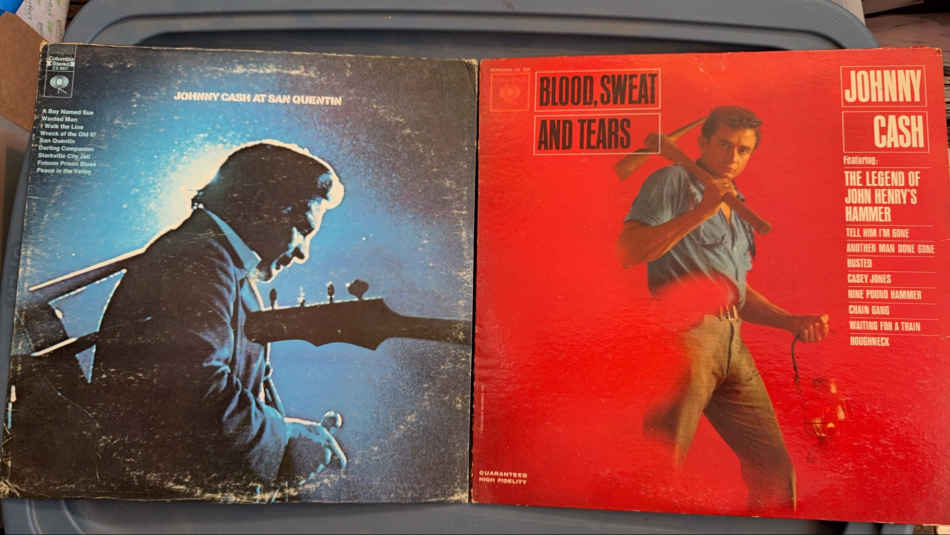 Columbia
Stereo
JOHNNY CASH AT SAN QUENTIN
A Boy Named Sue
Wanted Man
I Walk the Line
Wreck of the Old 97
San Quentin
Darling Companion
Starkville City Jail
Folsom Prison Blues
Peace in the Valley
BLOOD, SWEAT
AND TEARS
JOHNNY
CASH
Featuring:
THE LEGEND OF
JOHN HENRY'S
HAMMER
TELL HIM I'M GONE
ANOTHER MAN DONE GONE
BUSTED
CASEY JONES
NINE POUND HAMMER
CHAIN GANG
WAITING FOR A TRAIN
ROUGHNECK
GUARANTEED
HIGH FIDELITY